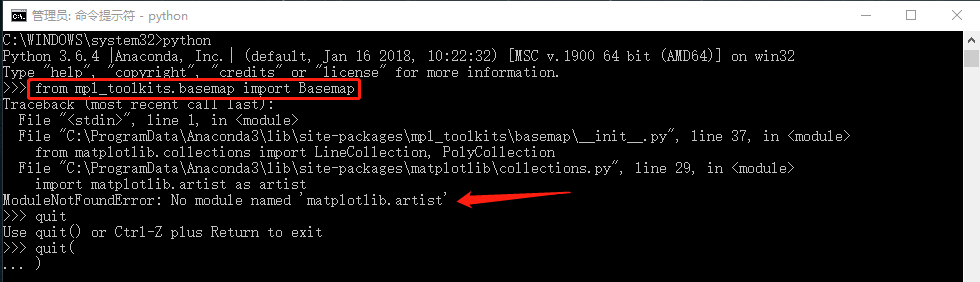 管理员: 命令提示符 - python
C:\WINDOWS\system32>python
Python 3.6.4 |Anaconda, Inc.| (default, Jan 16 2018, 10:22:32) [MSC v.1900 64 bit (AMD64)] on win32
Type "help", "copyright", "credits" or "license" for more information.
>>> from mpl_toolkits.basemap import Basemap
Traceback (most recent call last):
  File "<stdin>", line 1, in <module>
  File "C:\ProgramData\Anaconda3\lib\site-packages\mpl_toolkits\basemap\__init__.py", line 37, in <module>
    from matplotlib.collections import LineCollection, PolyCollection
  File "C:\ProgramData\Anaconda3\lib\site-packages\matplotlib\collections.py", line 29, in <module>
    import matplotlib.artist as artist
ModuleNotFoundError: No module named 'matplotlib.artist'
>>> quit
Use quit() or Ctrl-Z plus Return to exit
>>> quit(
... )